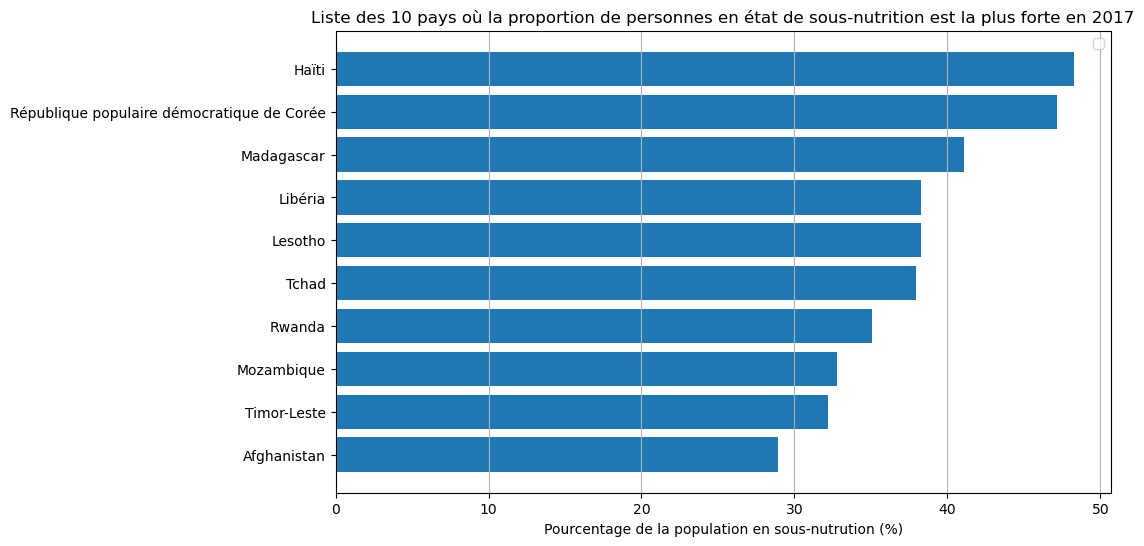 Liste des 10 pays où la proportion de personnes en état de sous-nutrition est la plus forte en 2017
Haïti
République populaire démocratique de Corée
Madagascar
Libéria
Lesotho
Tchad
Rwanda
Mozambique
Timor-Leste
Afghanistan
0 10 20 30 40 50
Pourcentage de la population en sous-nutrution (%)